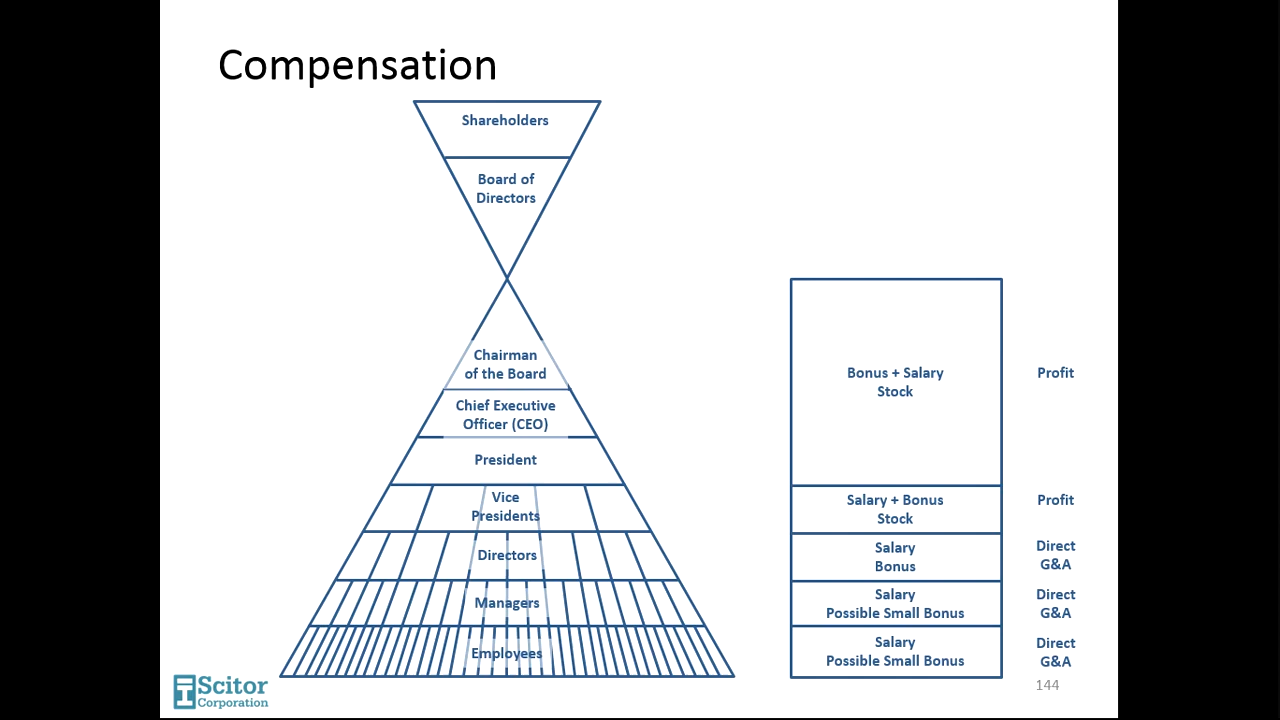 Compensation
Shareholders
Board of
Directors
Chairman
of the Board
Chief Executive
Officer (CEO)
President
Vice
Presidents
Directors
Managers
Employees
Bonus + Salary
Stock
Profit
Salary + Bonus
Stock
Profit
Salary
Bonus
Direct
G&A
Salary
Possible Small Bonus
Direct
G&A
Salary
Possible Small Bonus
Direct
G&A
Scitor
Corporation
144